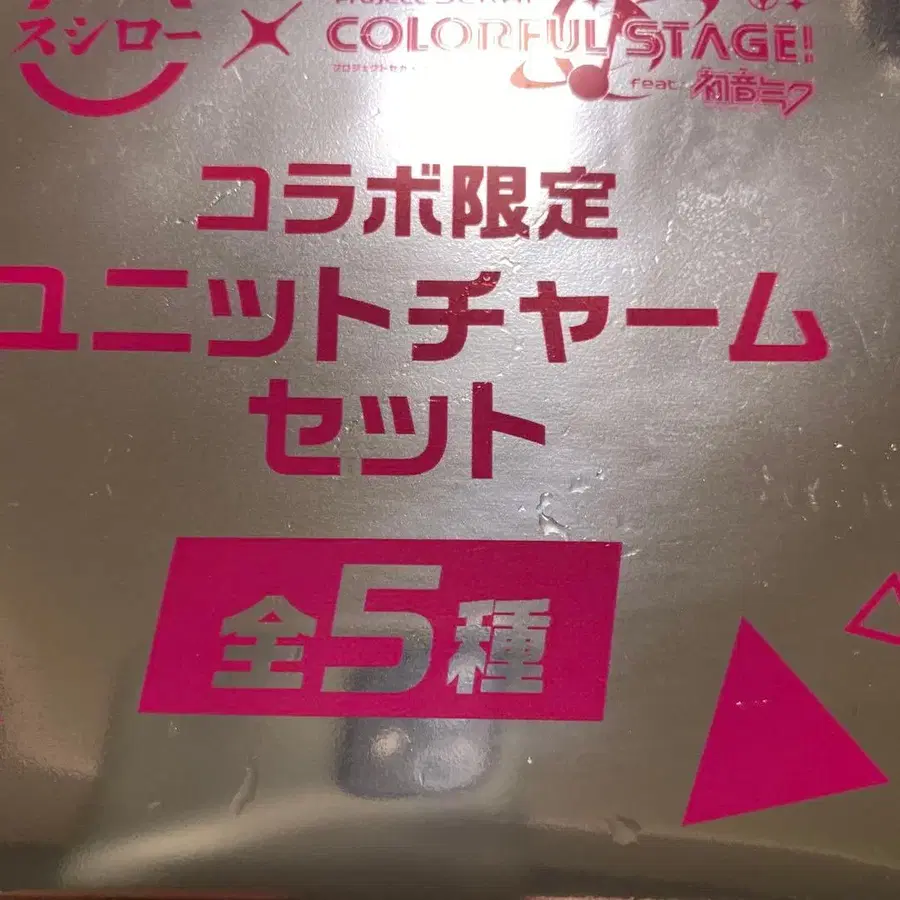 スシロー × COLORFUL STAGE!
feat 初音ミク
コラボ限定
ユニットチャーム
セット
全5種